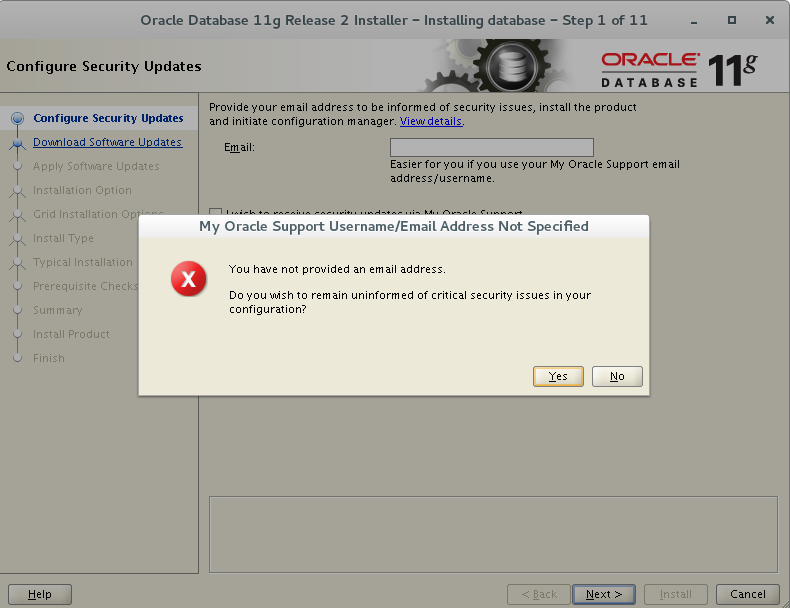 Oracle Database 11g Release 2 Installer - Installing database - Step 1 of 11
Configure Security Updates
ORACLE
DATABASE 11g
Configure Security Updates
Download Software Updates
Apply Software Updates
Installation Option
Grid Installation Options
Install Type
Typical Installation
Prerequisite Checks
Summary
Install Product
Finish
Provide your email address to be informed of security issues, install the product
and initiate configuration manager. View details.
Email:
Easier for you if you use your My Oracle Support email
address/username.
I wish to receive security updates via My Oracle Support.
My Oracle Support Username/Email Address Not Specified
You have not provided an email address.
Do you wish to remain uninformed of critical security issues in your
configuration?
Yes
No
Help
< Back
Next >
Install
Cancel